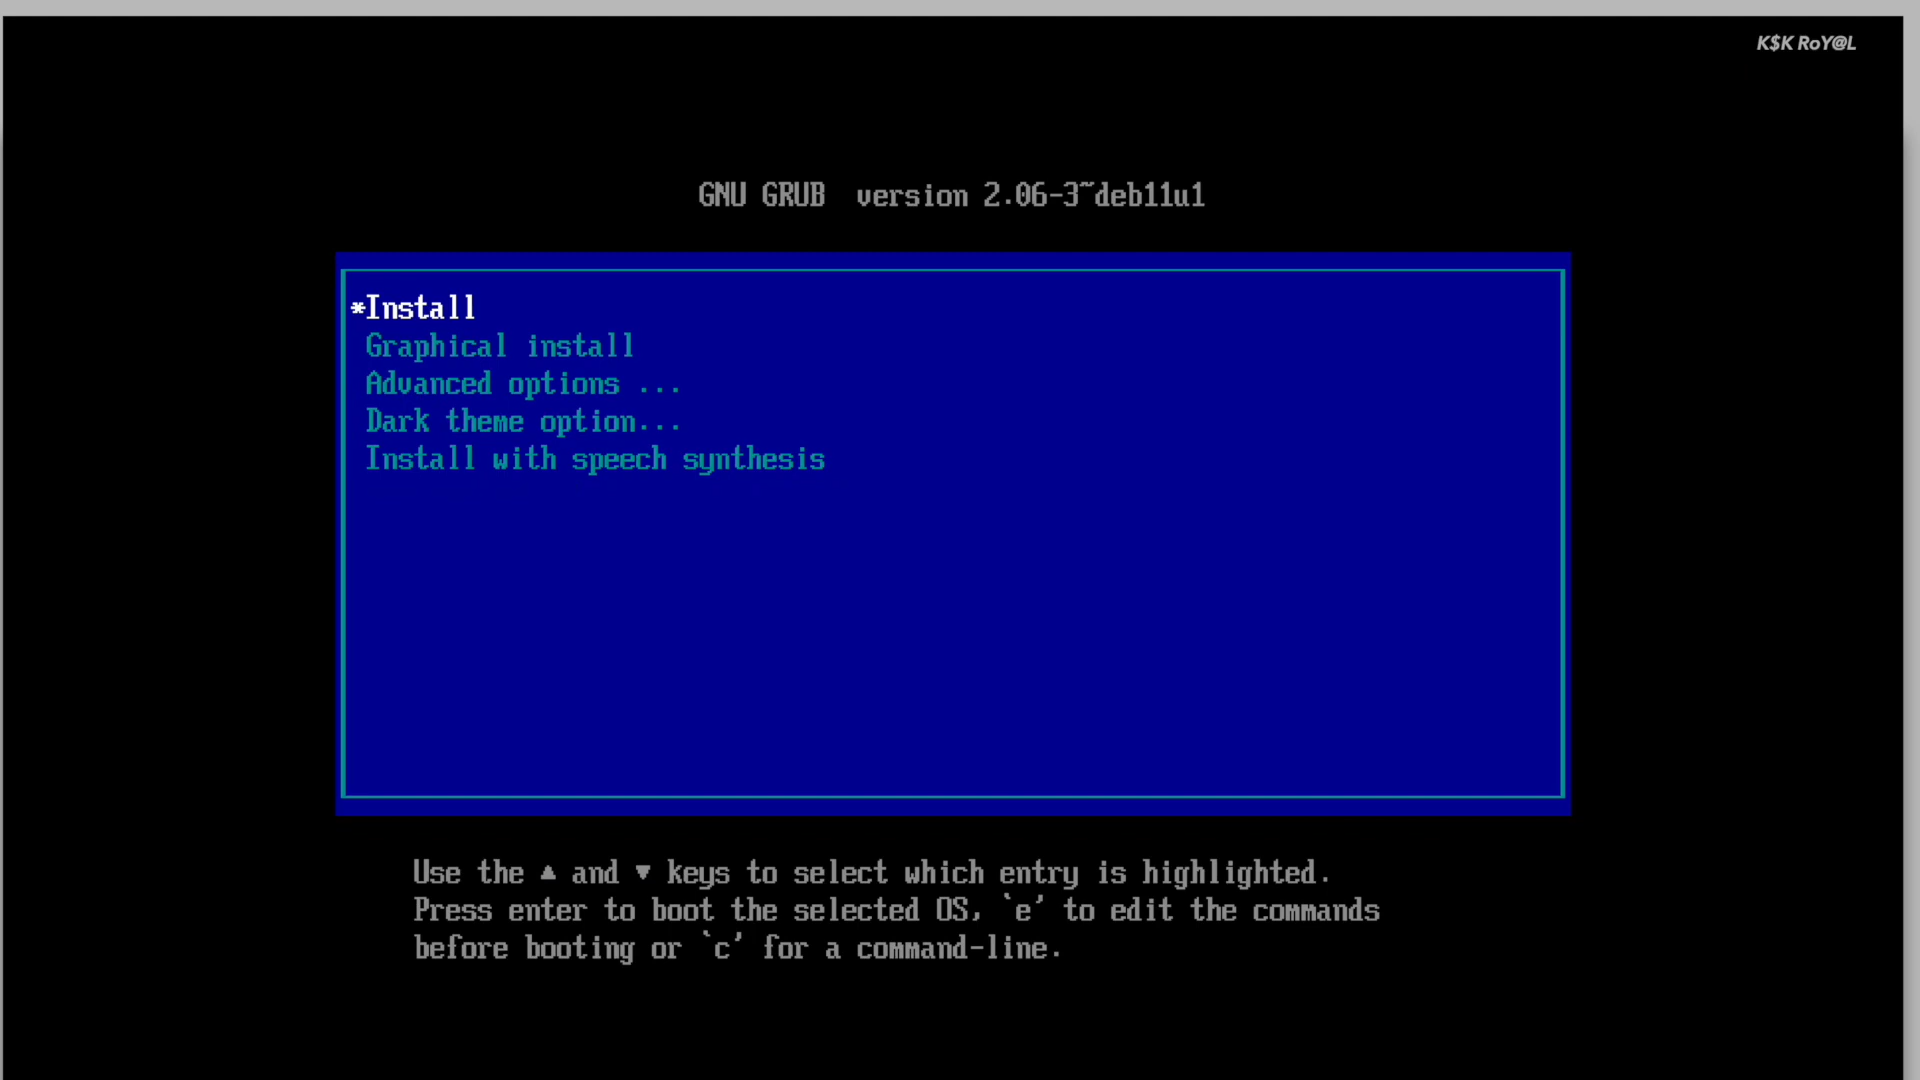 K$K RoY@L
GNU GRUB  version 2.06-3~deb11u1
*Install
Graphical install
Advanced options ...
Dark theme option...
Install with speech synthesis
Use the ▲ and ▼ keys to select which entry is highlighted.
Press enter to boot the selected OS, `e' to edit the commands
before booting or `c' for a command-line.